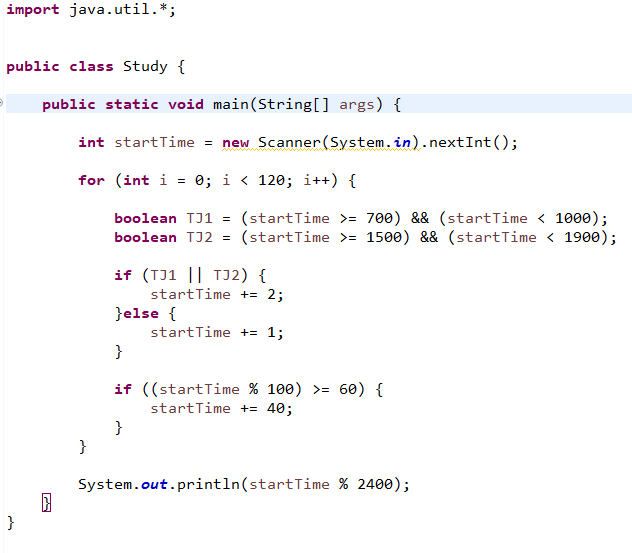 import java.util.*;
public class Study {
public static void main(String[] args) {
int startTime = new Scanner(System.in).nextInt();
for (int i = 0; i < 120; i++) {
boolean TJ1 = (startTime >= 700) && (startTime < 1000);
boolean TJ2 = (startTime >= 1500) && (startTime < 1900);
if (TJ1 || TJ2) {
startTime += 2;
}else {
startTime += 1;
}
if ((startTime % 100) >= 60) {
startTime += 40;
}
}
System.out.println(startTime % 2400);
}
}